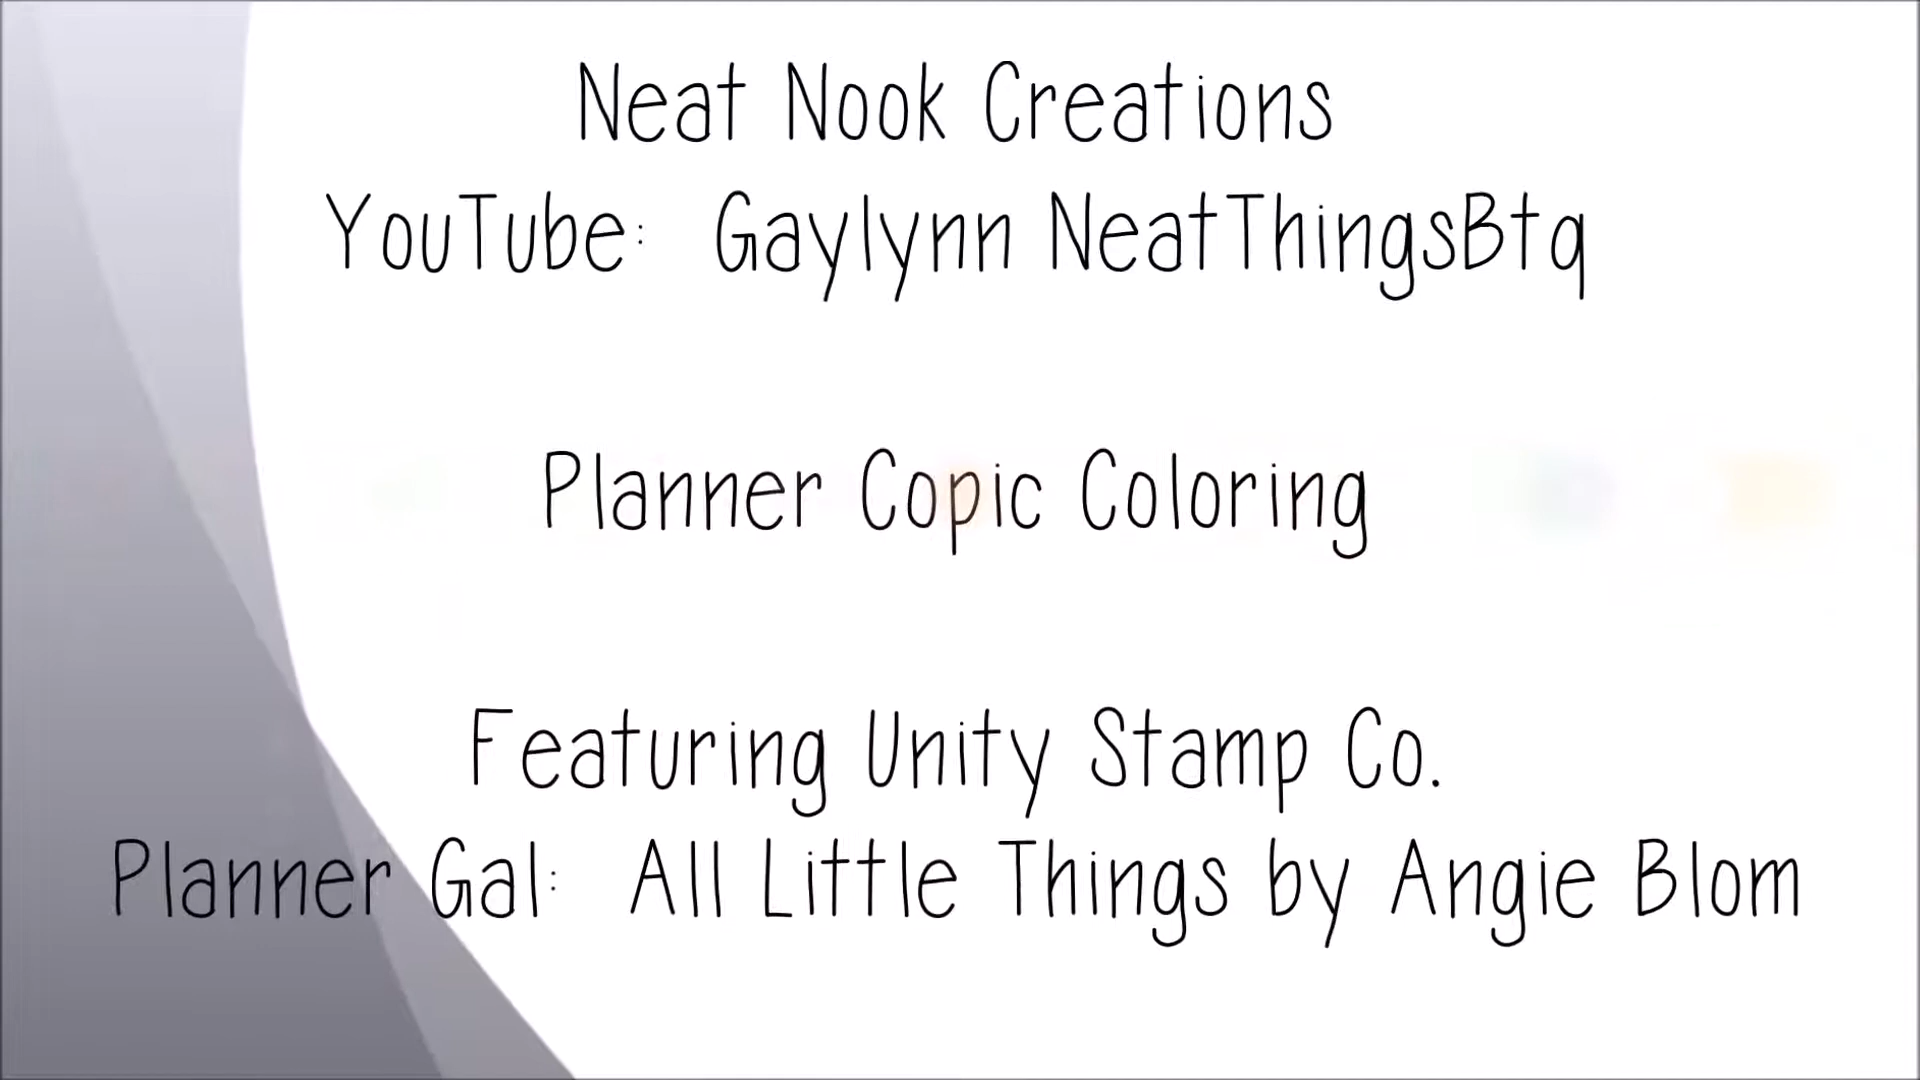 Neat Nook Creations
YouTube: Gaylynn NeatThingsBtq
Planner Copic Coloring
Featuring Unity Stamp Co.
Planner Gal: All Little Things by Angie Blom